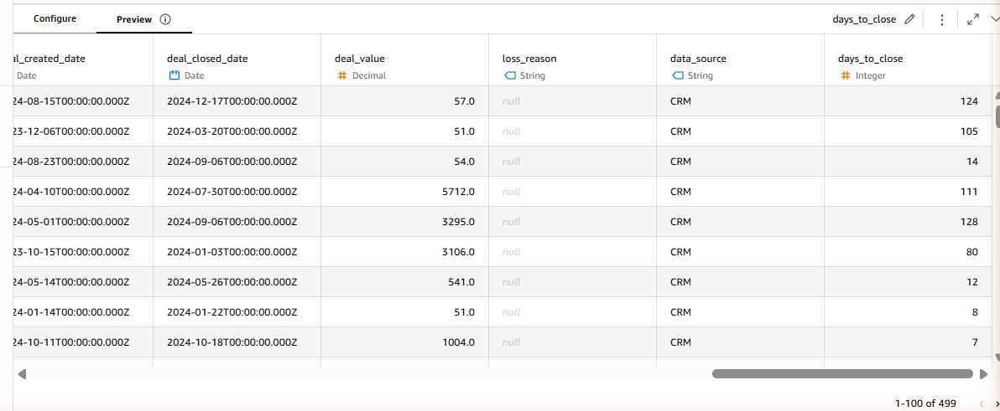 Configure Preview days_to_close
al_created_date deal_closed_date deal_value loss_reason data_source days_to_close
Date Date Decimal String String Integer
24-08-15T00:00:00.000Z 2024-12-17T00:00:00.000Z 57.0 null CRM 124
23-12-06T00:00:00.000Z 2024-03-20T00:00:00.000Z 51.0 null CRM 105
24-08-23T00:00:00.000Z 2024-09-06T00:00:00.000Z 54.0 null CRM 14
24-04-10T00:00:00.000Z 2024-07-30T00:00:00.000Z 5712.0 null CRM 111
24-05-01T00:00:00.000Z 2024-09-06T00:00:00.000Z 3295.0 null CRM 128
23-10-15T00:00:00.000Z 2024-01-03T00:00:00.000Z 3106.0 null CRM 80
24-05-14T00:00:00.000Z 2024-05-26T00:00:00.000Z 541.0 null CRM 12
24-01-14T00:00:00.000Z 2024-01-22T00:00:00.000Z 51.0 null CRM 8
24-10-11T00:00:00.000Z 2024-10-18T00:00:00.000Z 1004.0 null CRM 7
1-100 of 499